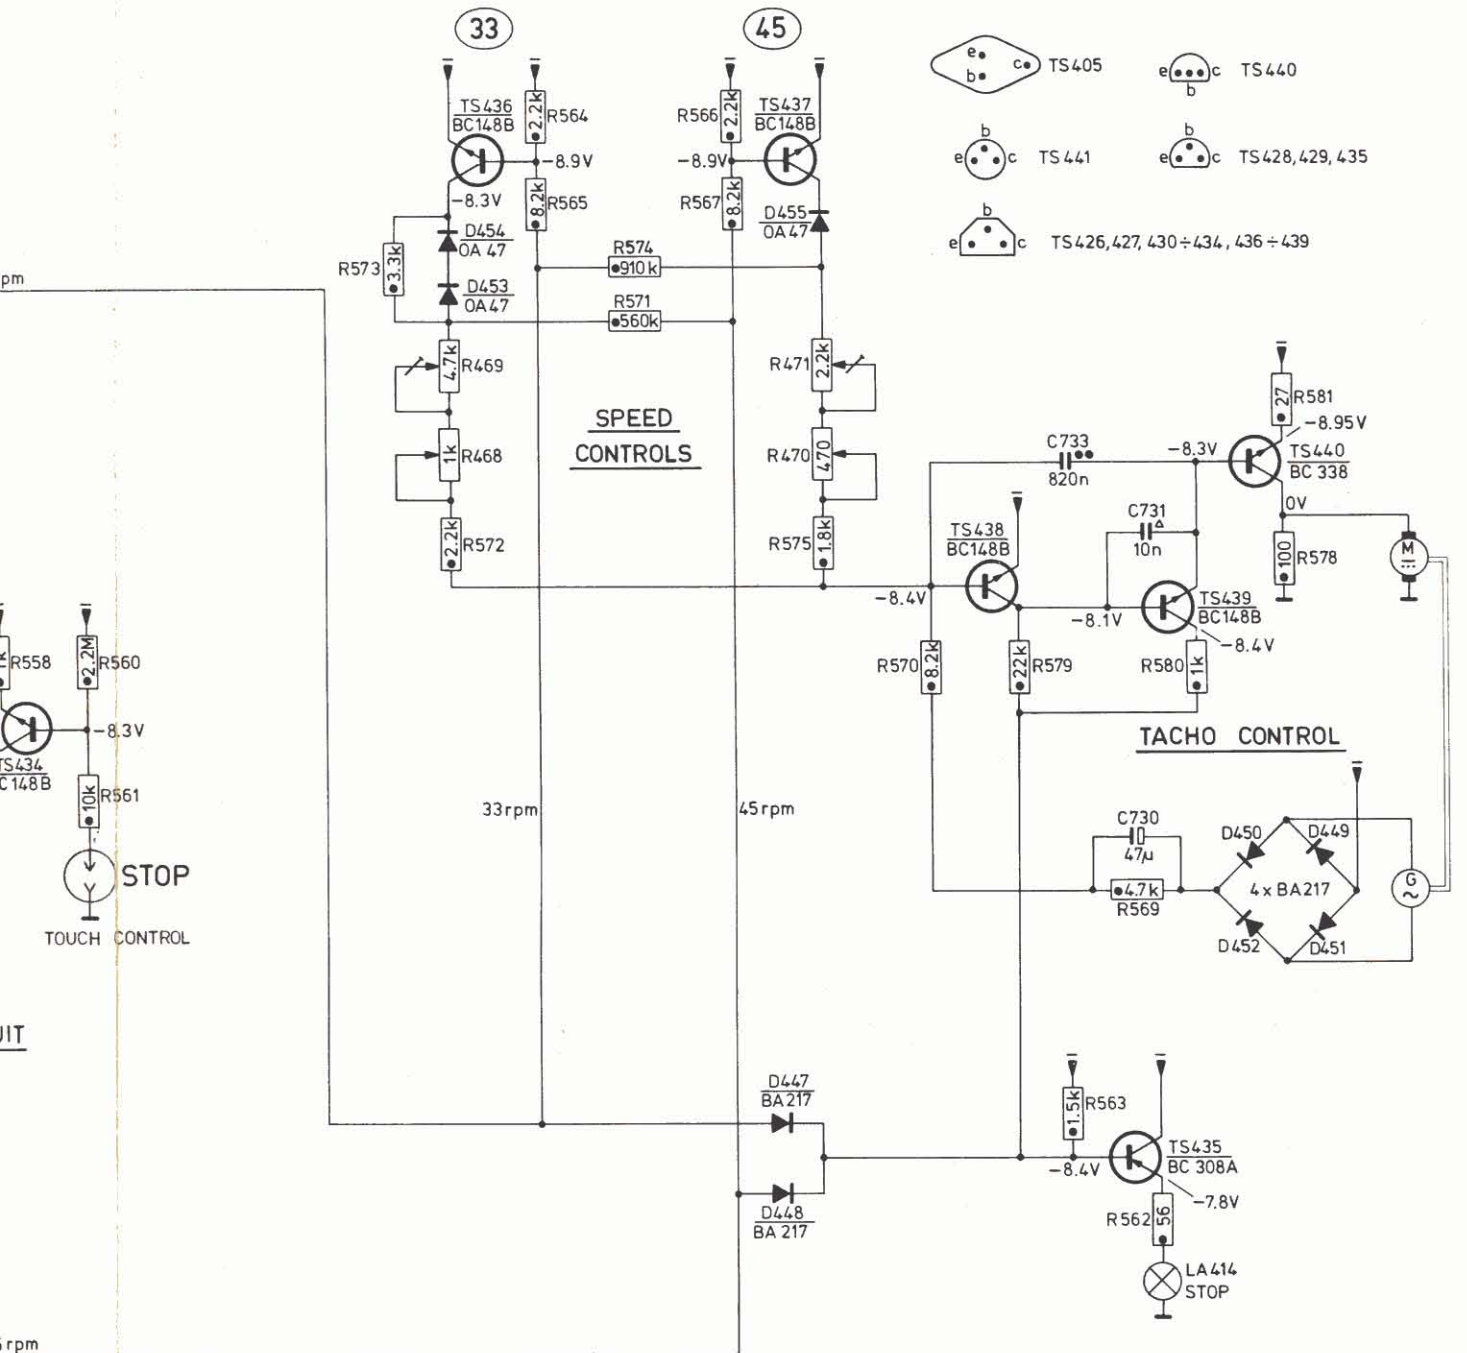 33
45
TS436
BC148B
2.2k
R564
-8.9V
-8.3V
8.2k
R565
R566
2.2k
TS437
BC148B
-8.9V
R567
8.2k
D455
OA47
D454
OA 47
R573
3.3k
D453
OA47
R574
910k
R571
560k
4.7k
R469
R471
2.2k
1k
R468
R470
470
2.2k
R572
R575
1.8k
SPEED
CONTROLS
e
b
c
TS405
e
c
b
TS440
b
e
c
TS441
b
e
c
TS428,429,435
b
e
c
TS426,427,430÷434,436÷439
27
R581
-8.95V
TS440
BC 338
C733
820n
-8.3V
0V
C731
10n
100
R578
M
TS438
BC148B
-8.4V
-8.1V
TS439
BC148B
-8.4V
R570
8.2k
22k
R579
R580
1k
TACHO CONTROL
pm
R558
2.2M
R560
-8.3V
TS434
C148B
10k
R561
STOP
TOUCH CONTROL
UIT
33rpm
45rpm
C730
47µ
4.7k
R569
D450
D449
4xBA217
D452
D451
G
~
D447
BA217
D448
BA 217
1.5k
R563
-8.4V
TS435
BC 308A
-7.8V
R562
56
LA414
STOP
rpm